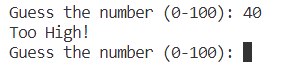 Guess the number (0-100): 40
Too High!
Guess the number (0-100):